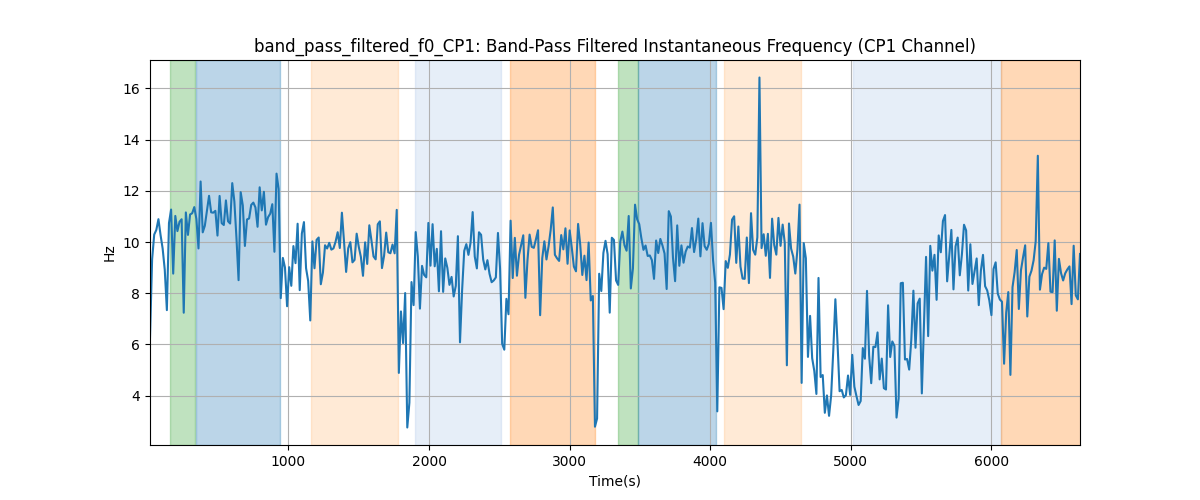 band_pass_filtered_f0_CP1: Band-Pass Filtered Instantaneous Frequency (CP1 Channel)
16
14
12
10
8
6
4
Hz
1000 2000 3000 4000 5000 6000
Time(s)